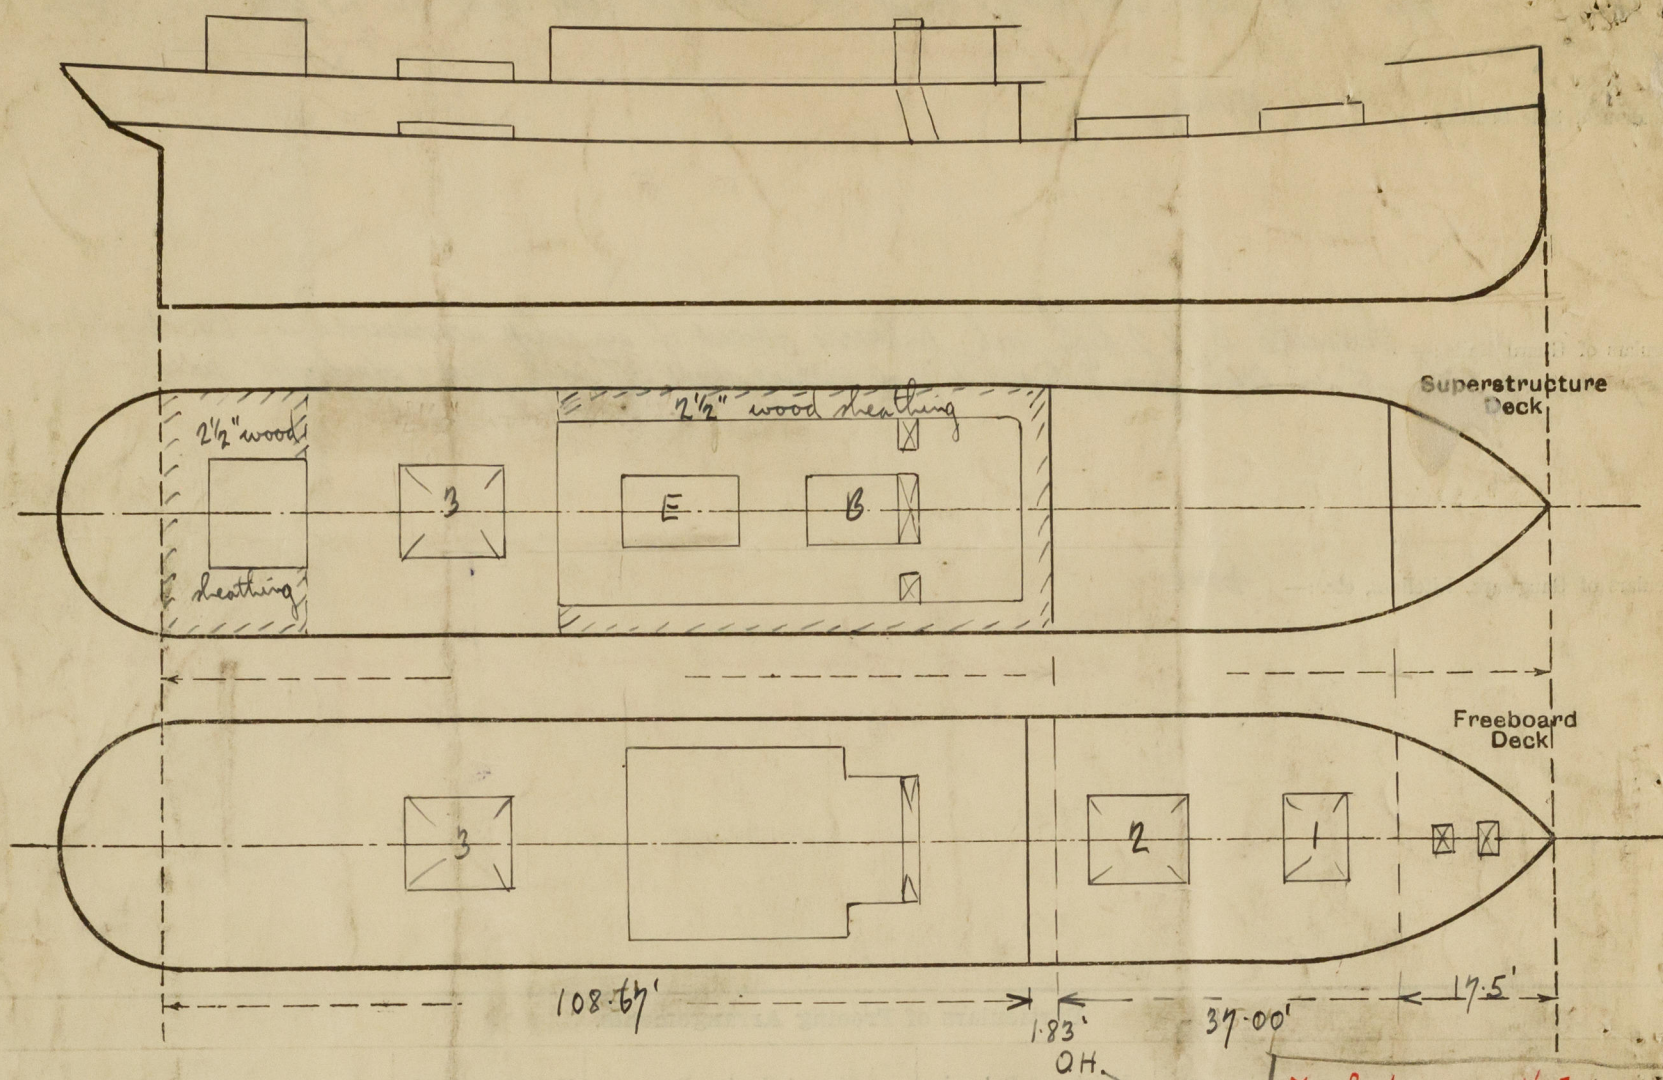 Superstructure
Deck
2½" wood sheathing
2½" wood
sheathing
3
E
B
Freeboard
Deck
3
2
1
108.67'
1.83'
O.H.
37.00'
17.5'